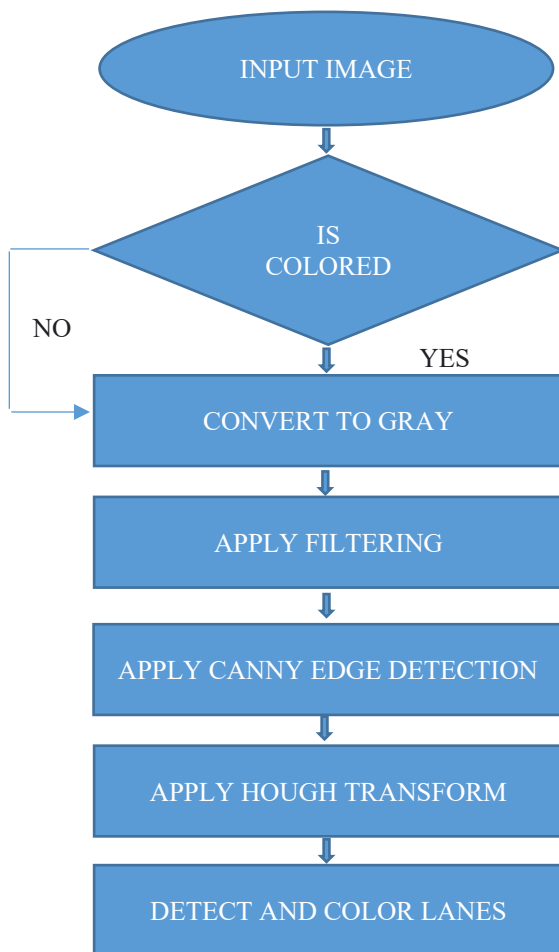 INPUT IMAGE
IS
COLORED
NO
YES
CONVERT TO GRAY
APPLY FILTERING
APPLY CANNY EDGE DETECTION
APPLY HOUGH TRANSFORM
DETECT AND COLOR LANES